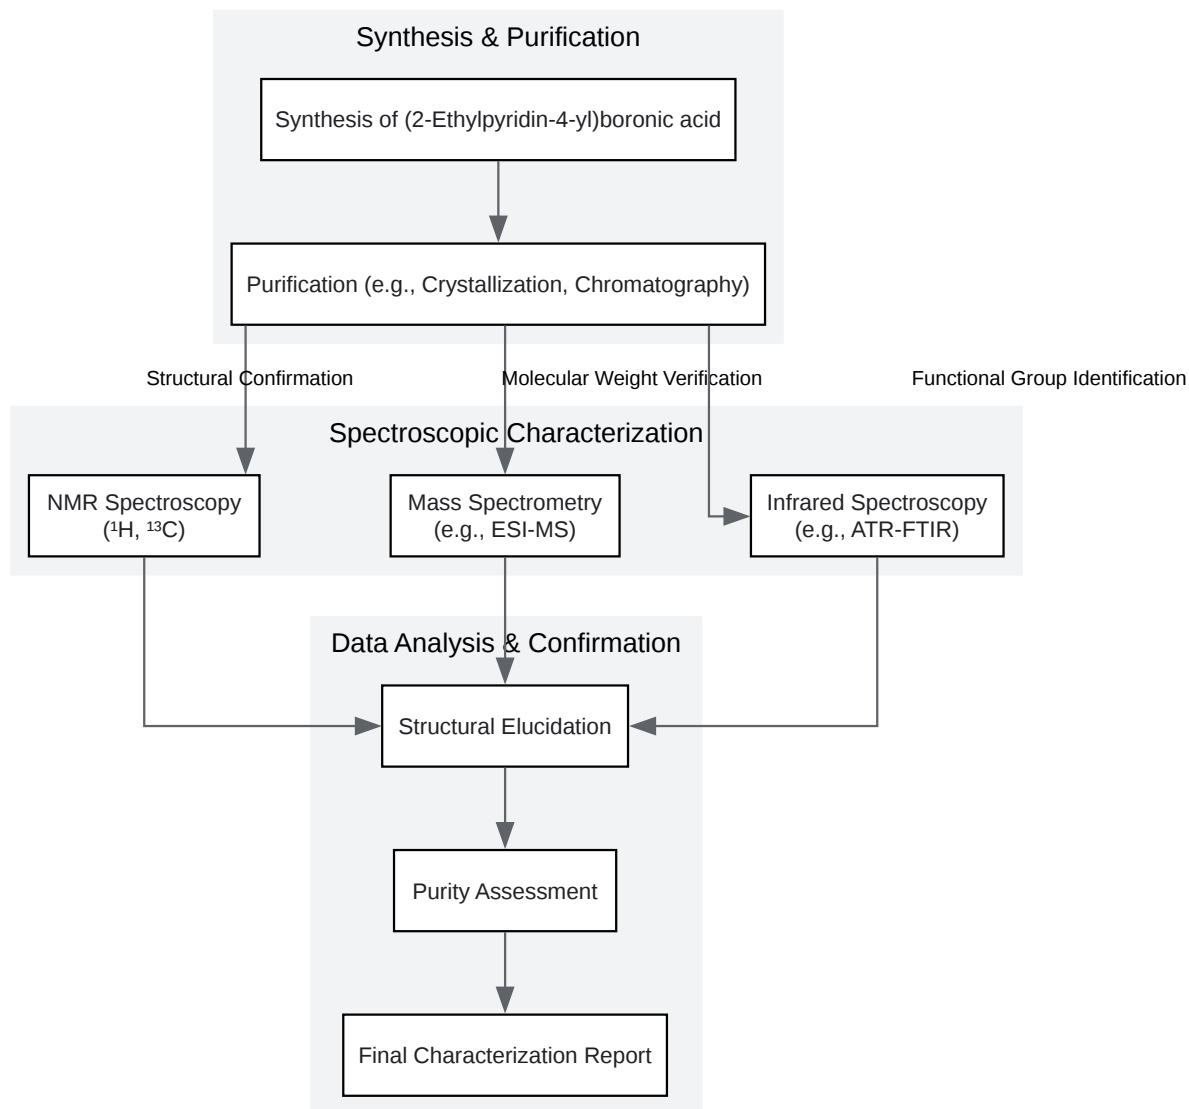 Synthesis & Purification
Synthesis of (2-Ethylpyridin-4-yl)boronic acid
Purification (e.g., Crystallization, Chromatography)
Structural Confirmation
Molecular Weight Verification
Functional Group Identification
Spectroscopic Characterization
NMR Spectroscopy
(¹H, ¹³C)
Mass Spectrometry
(e.g., ESI-MS)
Infrared Spectroscopy
(e.g., ATR-FTIR)
Data Analysis & Confirmation
Structural Elucidation
Purity Assessment
Final Characterization Report